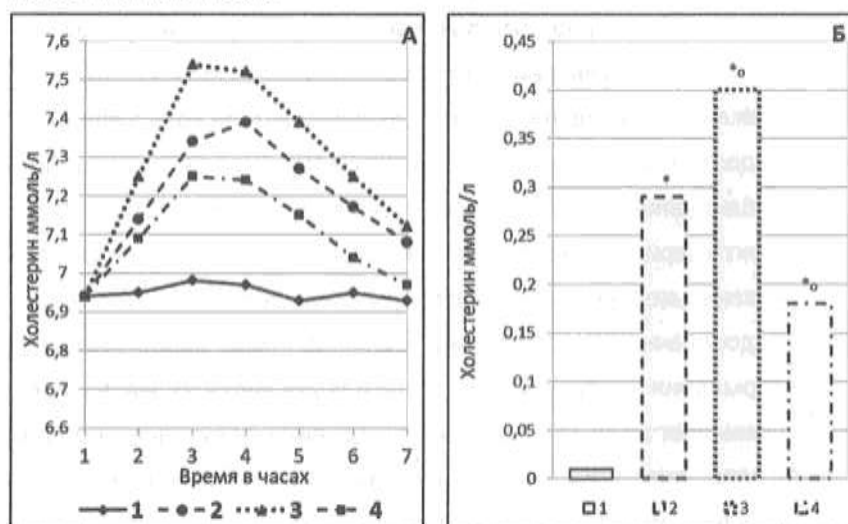 А
Холестерин ммоль/л
7,6
7,5
7,4
7,3
7,2
7,1
7
6,9
6,8
6,7
6,6
1 2 3 4 5 6 7
Время в часах
1 2 3 4
Б
Холестерин ммоль/л
0,45
0,4
0,35
0,3
0,25
0,2
0,15
0,1
0,05
0
*
*o
*o
1 2 3 4